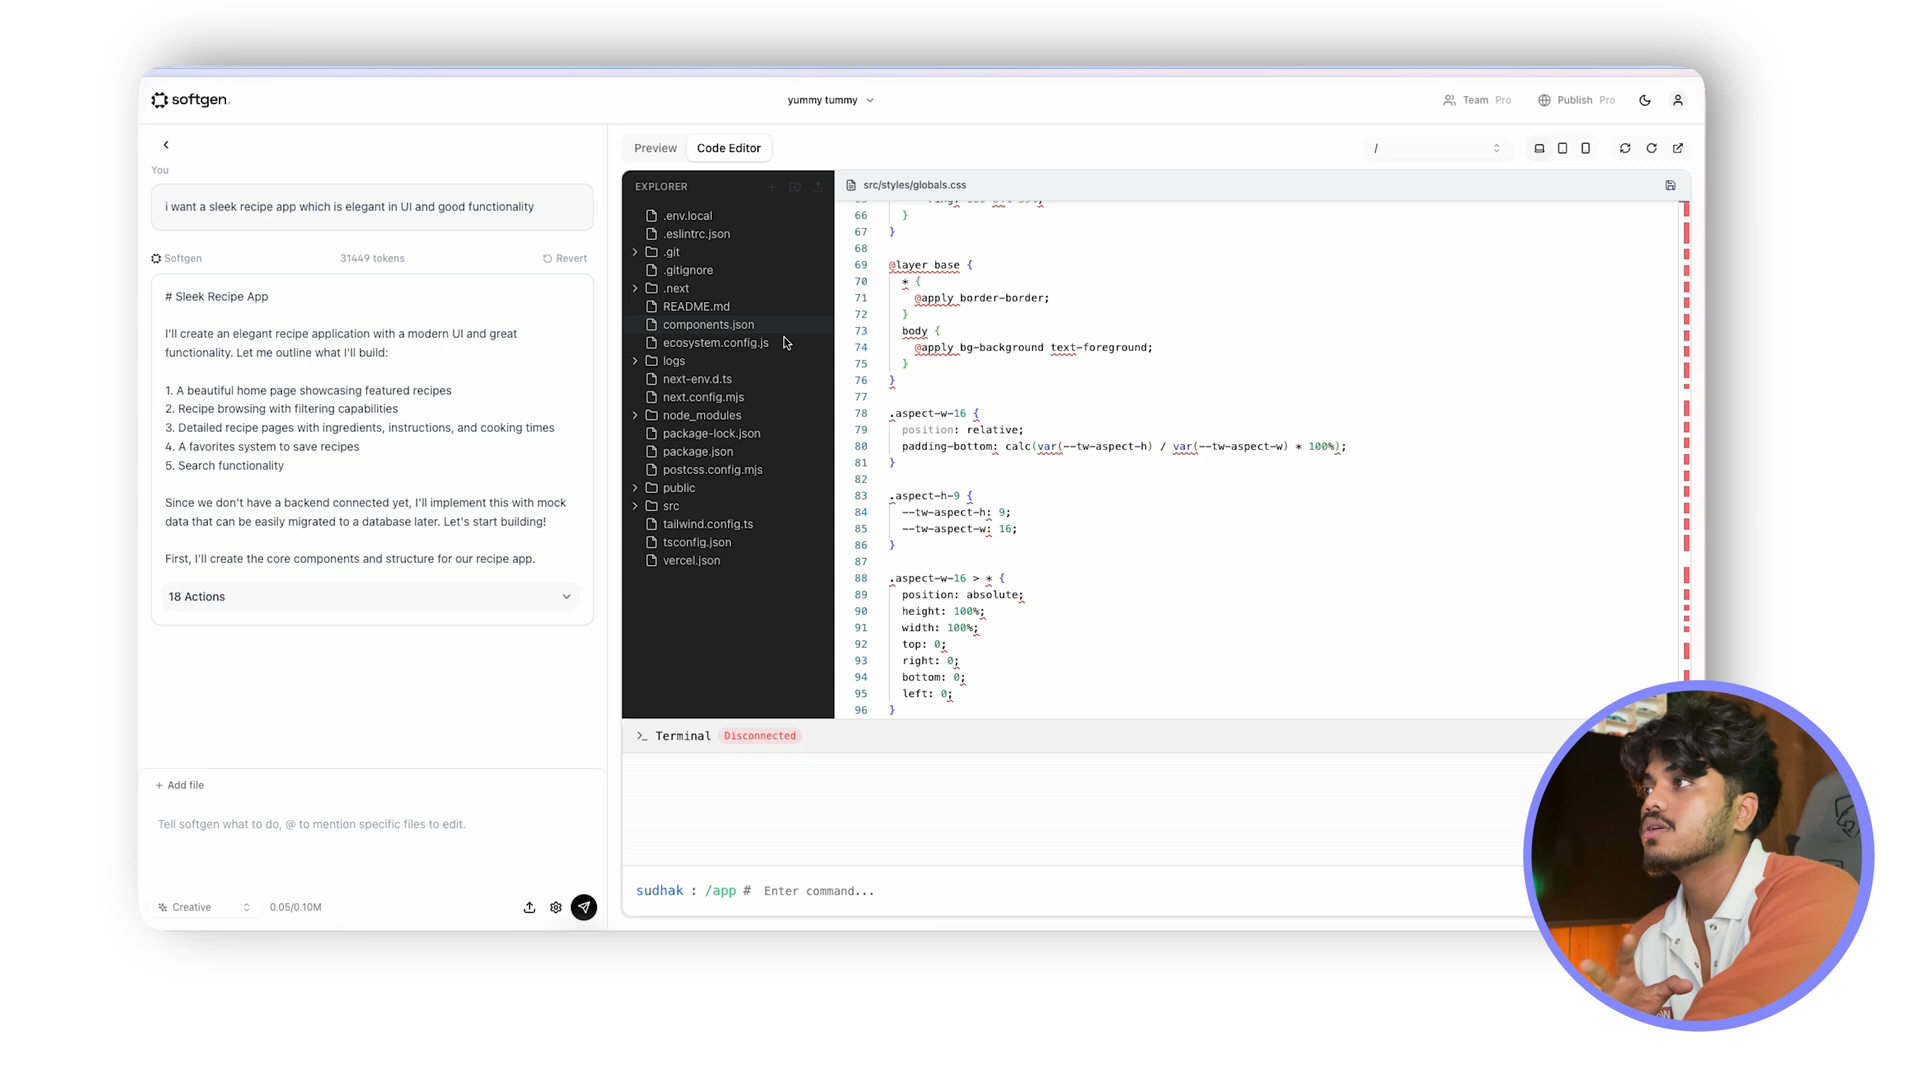 softgen.
yummy tummy
Team Pro
Publish Pro
You
i want a sleek recipe app which is elegant in UI and good functionality
Softgen
31449 tokens
Revert
# Sleek Recipe App
I'll create an elegant recipe application with a modern UI and great
functionality. Let me outline what I'll build:
1. A beautiful home page showcasing featured recipes
2. Recipe browsing with filtering capabilities
3. Detailed recipe pages with ingredients, instructions, and cooking times
4. A favorites system to save recipes
5. Search functionality
Since we don't have a backend connected yet, I'll implement this with mock
data that can be easily migrated to a database later. Let's start building!
First, I'll create the core components and structure for our recipe app.
18 Actions
+ Add file
Tell softgen what to do, @ to mention specific files to edit.
Creative
0.05/0.10M
Preview
Code Editor
/
EXPLORER
.env.local
.eslintrc.json
.git
.gitignore
.next
README.md
components.json
ecosystem.config.js
logs
next-env.d.ts
next.config.mjs
node_modules
package-lock.json
package.json
postcss.config.mjs
public
src
tailwind.config.ts
tsconfig.json
vercel.json
src/styles/globals.css
66 }
67 }
68
69 @layer base {
70 * {
71 @apply border-border;
72 }
73 body {
74 @apply bg-background text-foreground;
75 }
76 }
77
78 .aspect-w-16 {
79 position: relative;
80 padding-bottom: calc(var(--tw-aspect-h) / var(--tw-aspect-w) * 100%);
81 }
82
83 .aspect-h-9 {
84 --tw-aspect-h: 9;
85 --tw-aspect-w: 16;
86 }
87
88 .aspect-w-16 > * {
89 position: absolute;
90 height: 100%;
91 width: 100%;
92 top: 0;
93 right: 0;
94 bottom: 0;
95 left: 0;
96 }
>_ Terminal Disconnected
sudhak : /app # Enter command...